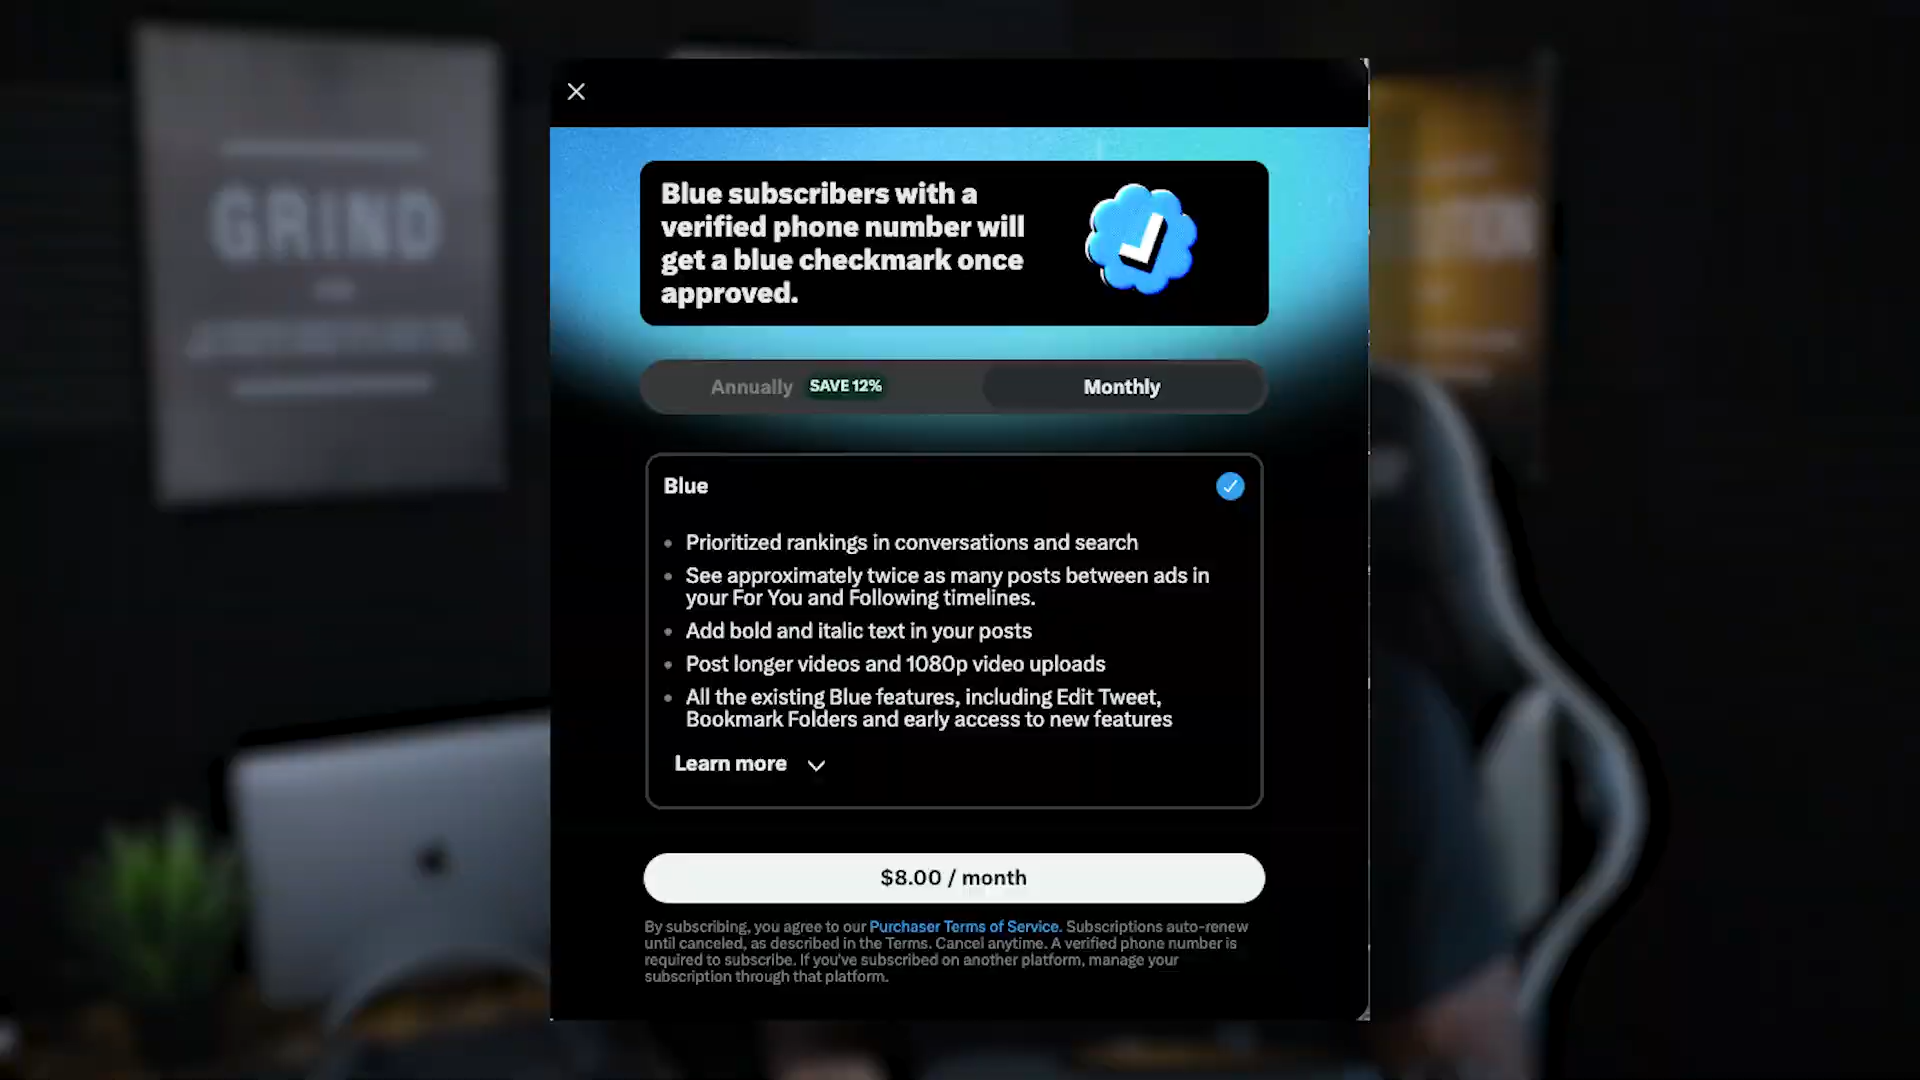 GRIND
Blue subscribers with a
verified phone number will
get a blue checkmark once
approved.
Annually SAVE 12% Monthly
Blue
• Prioritized rankings in conversations and search
• See approximately twice as many posts between ads in
your For You and Following timelines.
• Add bold and italic text in your posts
• Post longer videos and 1080p video uploads
• All the existing Blue features, including Edit Tweet,
Bookmark Folders and early access to new features
Learn more
$8.00 / month
By subscribing, you agree to our Purchaser Terms of Service. Subscriptions auto-renew
until canceled, as described in the Terms. Cancel anytime. A verified phone number is
required to subscribe. If you've subscribed on another platform, manage your
subscription through that platform.